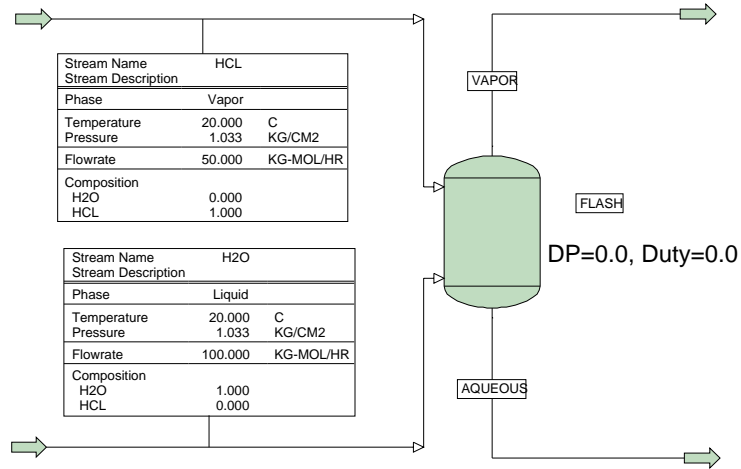 Stream Name HCL
Stream Description
Phase Vapor
Temperature 20.000 C
Pressure 1.033 KG/CM2
Flowrate 50.000 KG-MOL/HR
Composition
H2O 0.000
HCL 1.000
VAPOR
FLASH
DP=0.0, Duty=0.0
Stream Name H2O
Stream Description
Phase Liquid
Temperature 20.000 C
Pressure 1.033 KG/CM2
Flowrate 100.000 KG-MOL/HR
Composition
H2O 1.000
HCL 0.000
AQUEOUS